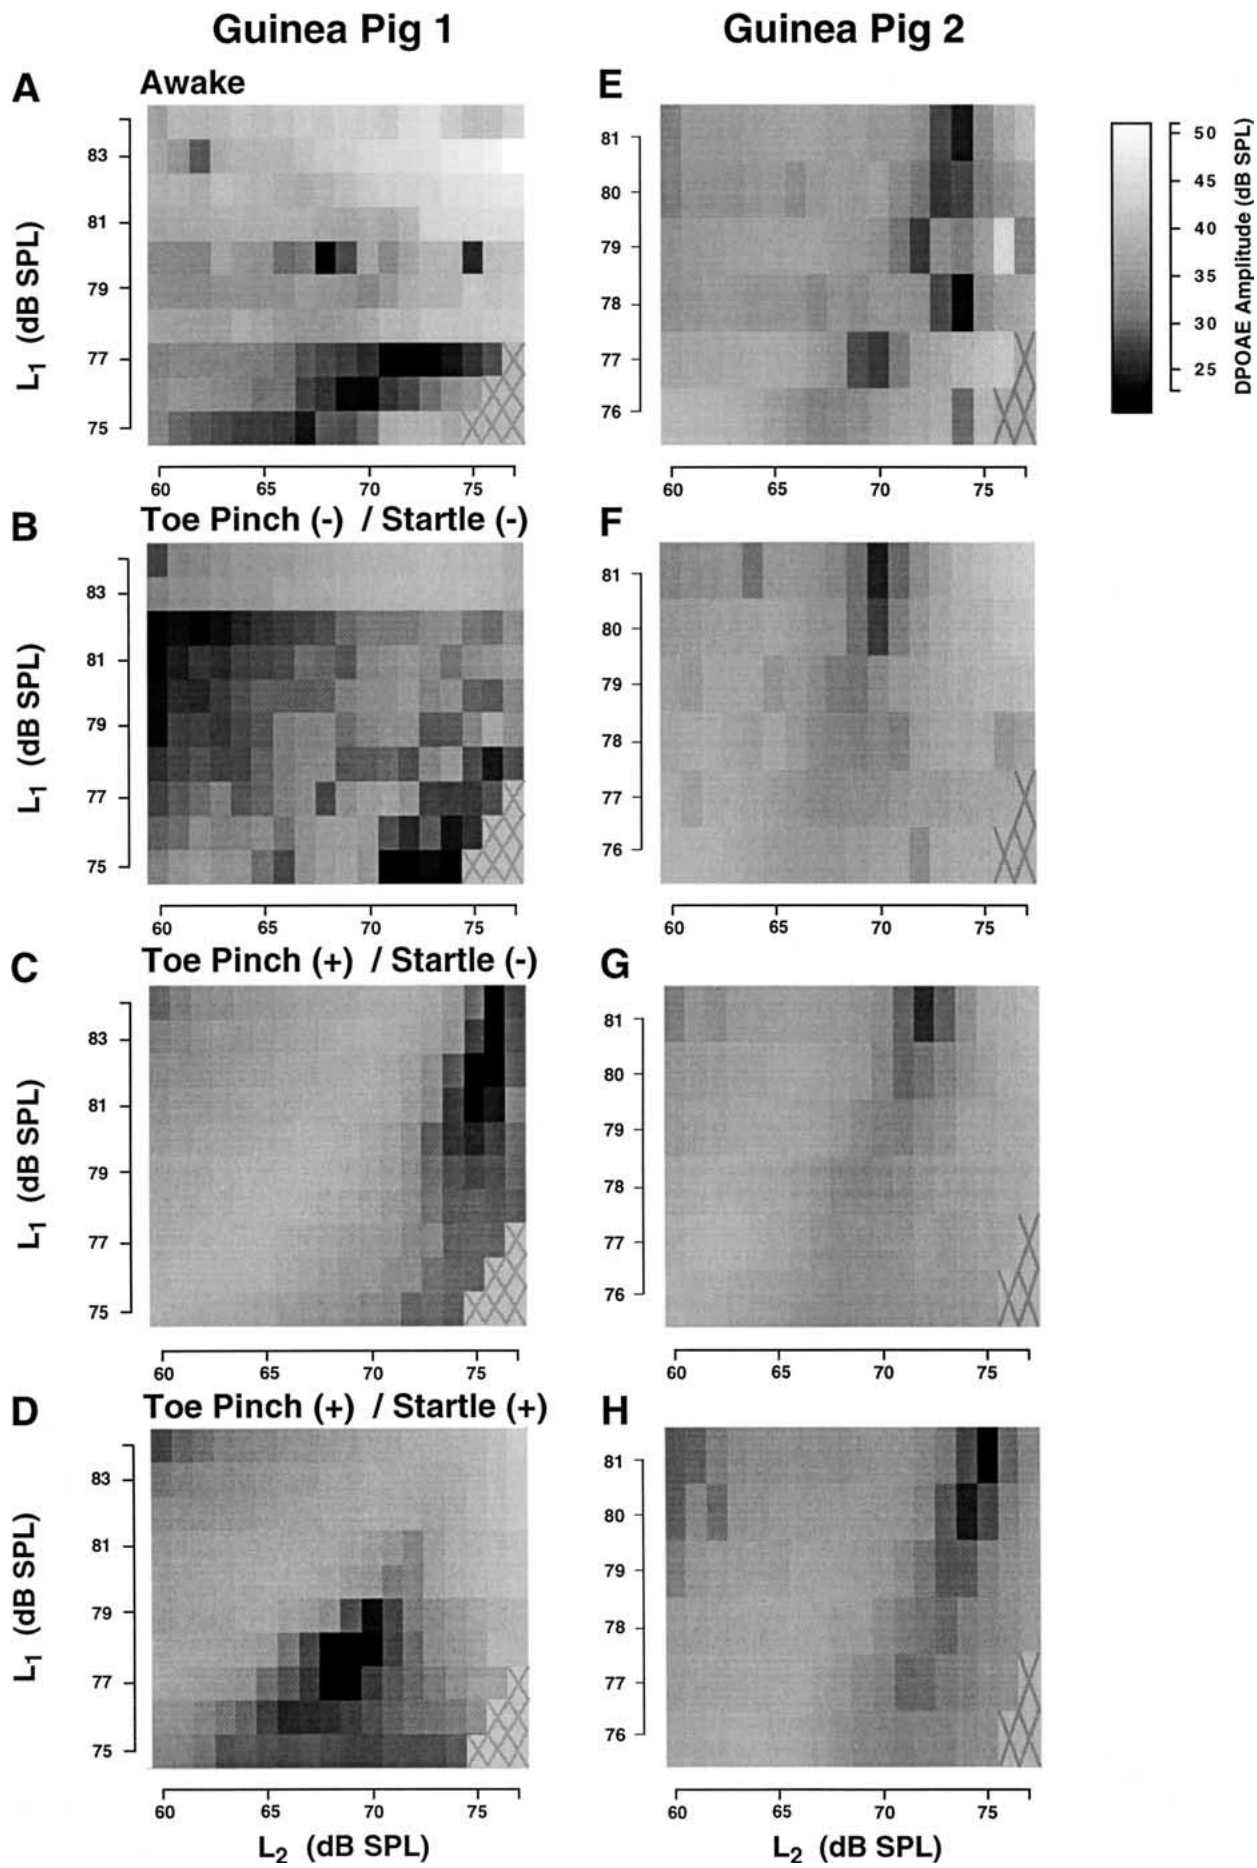 Guinea Pig 1 Guinea Pig 2
A Awake E
83 81 79 77 75
L1 (dB SPL)
60 65 70 75
81 80 79 78 77 76
60 65 70 75
50 45 40 35 30 25
DPOAE Amplitude (dB SPL)
B Toe Pinch (-) / Startle (-) F
83 81 79 77 75
L1 (dB SPL)
60 65 70 75
81 80 79 78 77 76
60 65 70 75
C Toe Pinch (+) / Startle (-) G
83 81 79 77 75
L1 (dB SPL)
60 65 70 75
81 80 79 78 77 76
60 65 70 75
D Toe Pinch (+) / Startle (+) H
83 81 79 77 75
L1 (dB SPL)
60 65 70 75
L2 (dB SPL)
81 80 79 78 77 76
60 65 70 75
L2 (dB SPL)